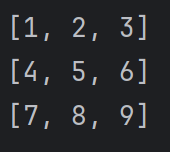 [1, 2, 3]
[4, 5, 6]
[7, 8, 9]